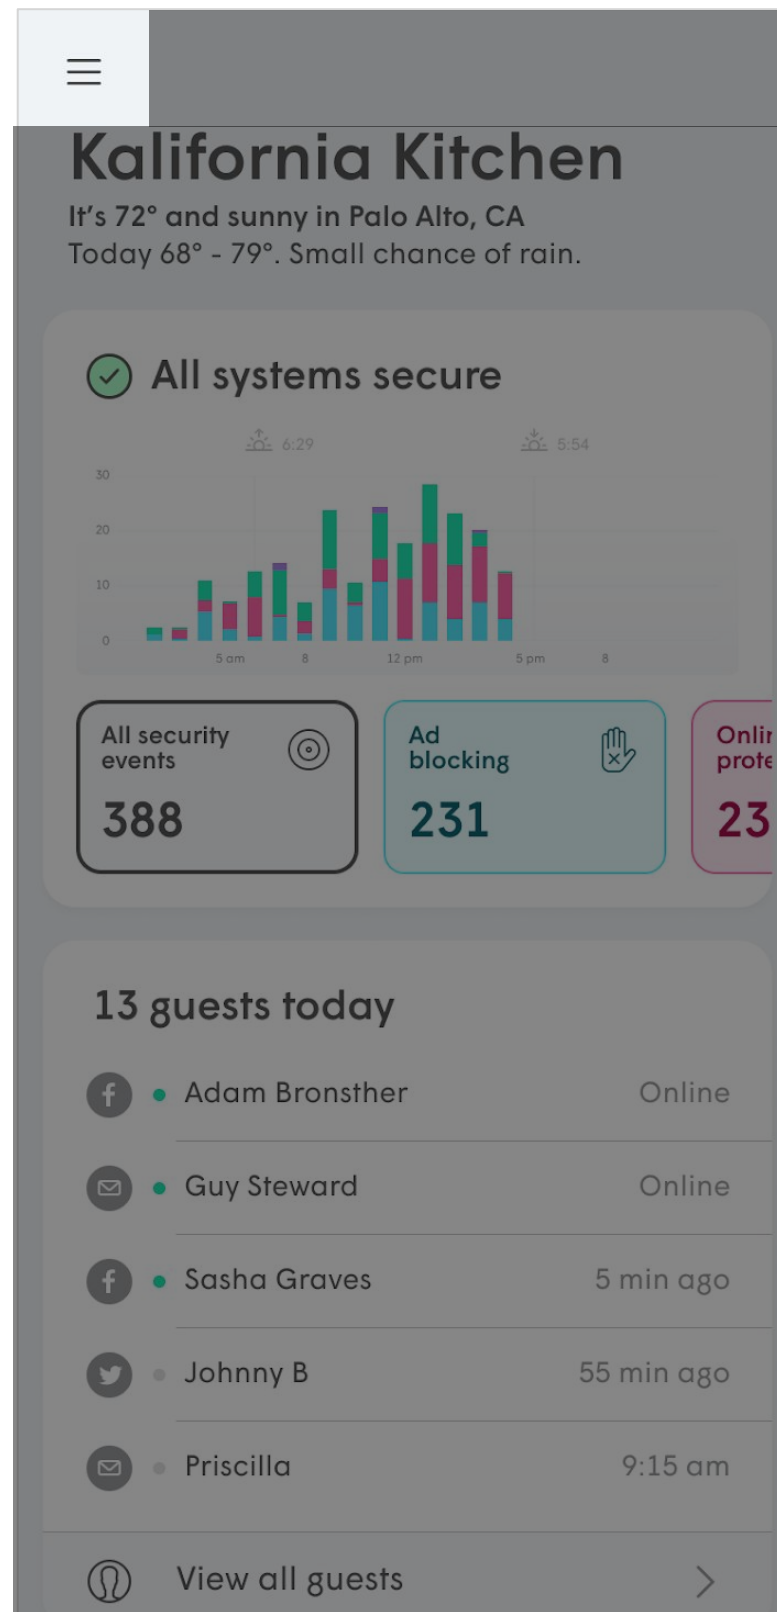 Kalifornia Kitchen
It's 72° and sunny in Palo Alto, CA
Today 68° - 79°. Small chance of rain.
All systems secure
6:29
5:54
30
20
10
0
5 am
8
12 pm
5 pm
8
All security
events
388
Ad
blocking
231
Onlin
prote
23
13 guests today
Adam Bronsther
Online
Guy Steward
Online
Sasha Graves
5 min ago
Johnny B
55 min ago
Priscilla
9:15 am
View all guests